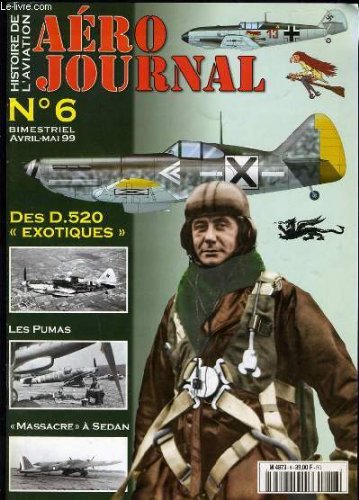 © www.le-livre.com
HISTOIRE DE
L'AVIATION
AÉRO
JOURNAL
N° 6
BIMESTRIEL
AVRIL-MAI 99
DES D.520
« EXOTIQUES »
LES PUMAS
«MASSACRE» À SEDAN